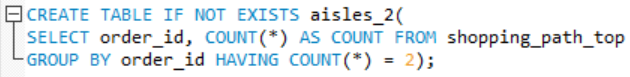 CREATE TABLE IF NOT EXISTS aisles_2(
SELECT order_id, COUNT(*) AS COUNT FROM shopping_path_top
GROUP BY order_id HAVING COUNT(*) = 2);